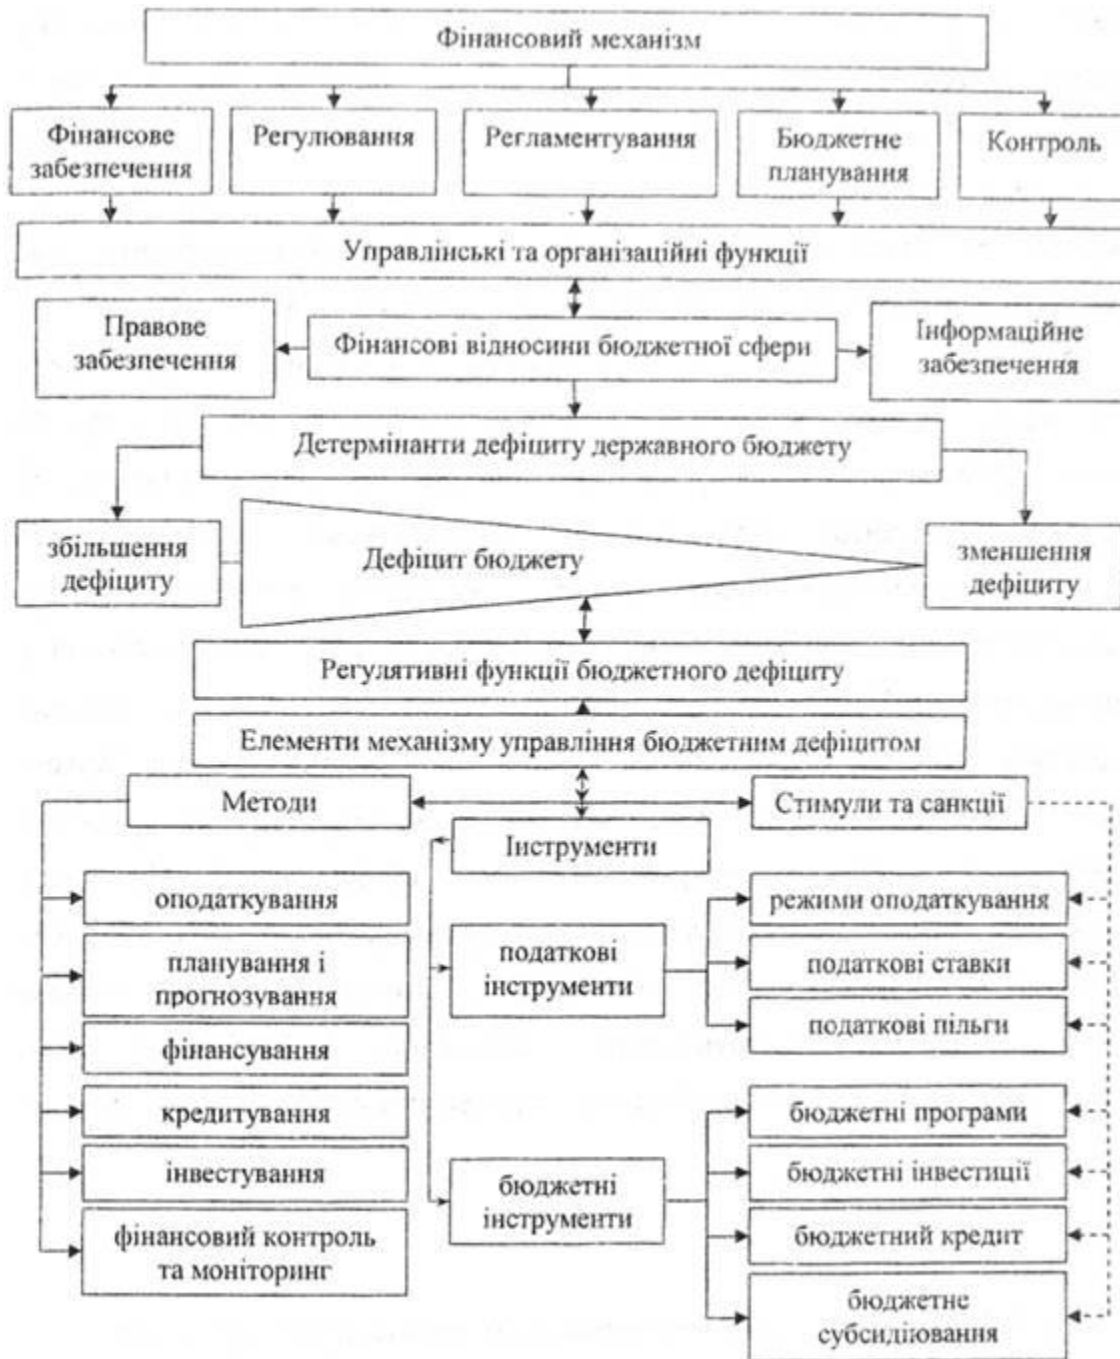 Фінансовий механізм
Фінансове
забезпечення
Регулювання
Регламентування
Бюджетне
планування
Контроль
Управлінські та організаційні функції
Правове
забезпечення
Фінансові відносини бюджетної сфери
Інформаційне
забезпечення
Детермінанти дефіциту державного бюджету
збільшення
дефіциту
Дефіцит бюджету
зменшення
дефіциту
Регулятивні функції бюджетного дефіциту
Елементи механізму управління бюджетним дефіцитом
Методи
Стимули та санкції
Інструменти
оподаткування
планування і
прогнозування
фінансування
кредитування
інвестування
фінансовий контроль
та моніторинг
податкові
інструменти
режими оподаткування
податкові ставки
податкові пільги
бюджетні
інструменти
бюджетні програми
бюджетні інвестиції
бюджетний кредит
бюджетне
субсидіювання